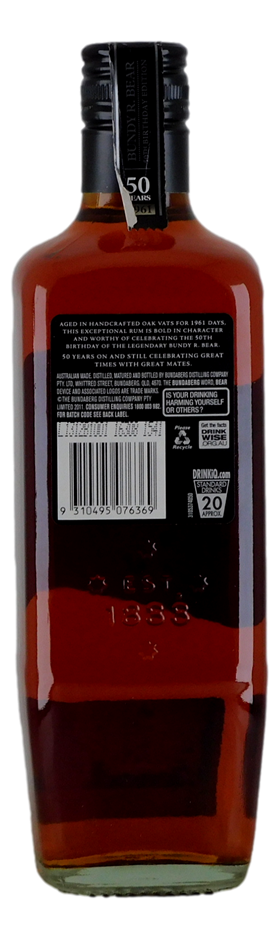 BUNDY R. BEAR
BIRTHDAY EDITION
50
YEARS
1961
AGED IN HANDCRAFTED OAK VATS FOR 1961 DAYS,
THIS EXCEPTIONAL RUM IS BOLD IN CHARACTER
AND WORTHY OF CELEBRATING THE 50TH
BIRTHDAY OF THE LEGENDARY BUNDY R. BEAR.
50 YEARS ON AND STILL CELEBRATING GREAT
TIMES WITH GREAT MATES.
AUSTRALIAN MADE. DISTILLED, MATURED AND BOTTLED BY BUNDABERG DISTILLING COMPANY
PTY. LTD, WHITTRED STREET, BUNDABERG, QLD, 4670. THE BUNDABERG WORD, BEAR
DEVICE AND ASSOCIATED LOGOS ARE TRADE MARKS
© THE BUNDABERG DISTILLING COMPANY PTY
LIMITED 2011. CONSUMER ENQUIRIES 1800 003 902.
FOR BATCH CODE SEE BACK LABEL.
IS YOUR DRINKING
HARMING YOURSELF
OR OTHERS?
Get the facts
DRINK
WISE
.ORG.AU
Please
Recycle
DRINKIQ.com
STANDARD
DRINKS
20
APPROX.
9 310495 076369
EST.
1888